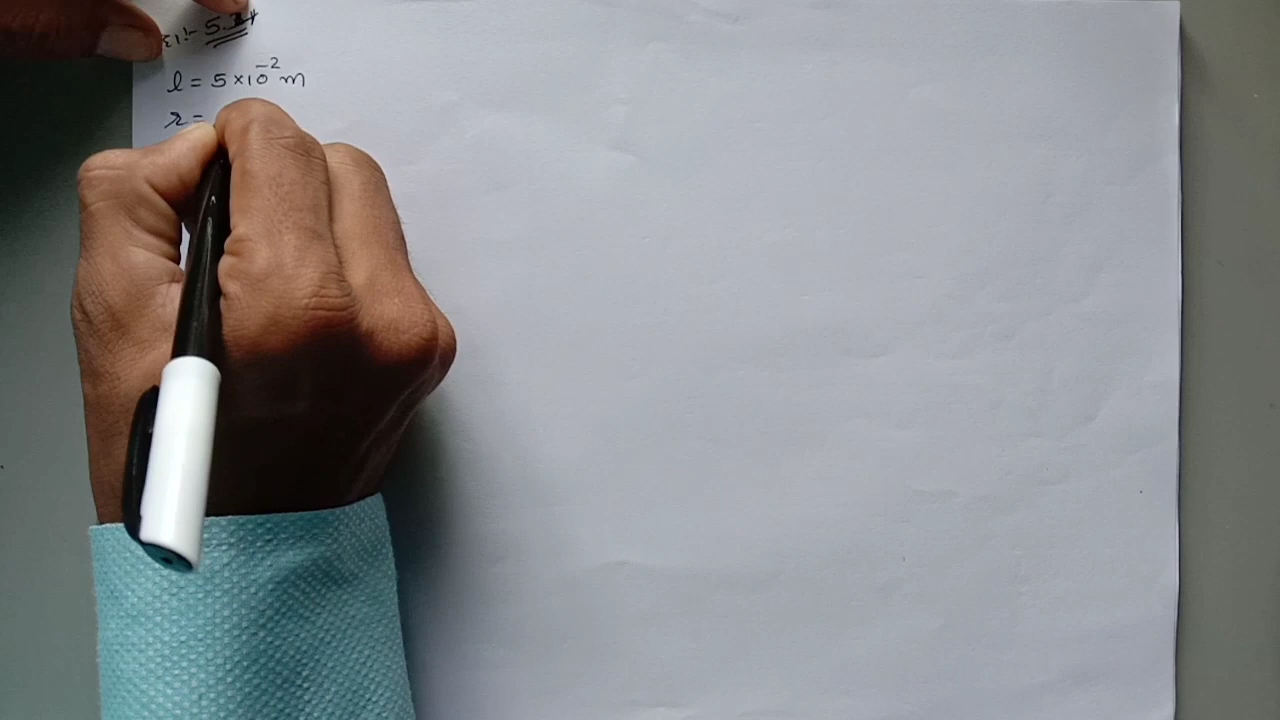 5.
l = 5 × 10⁻² m
r =